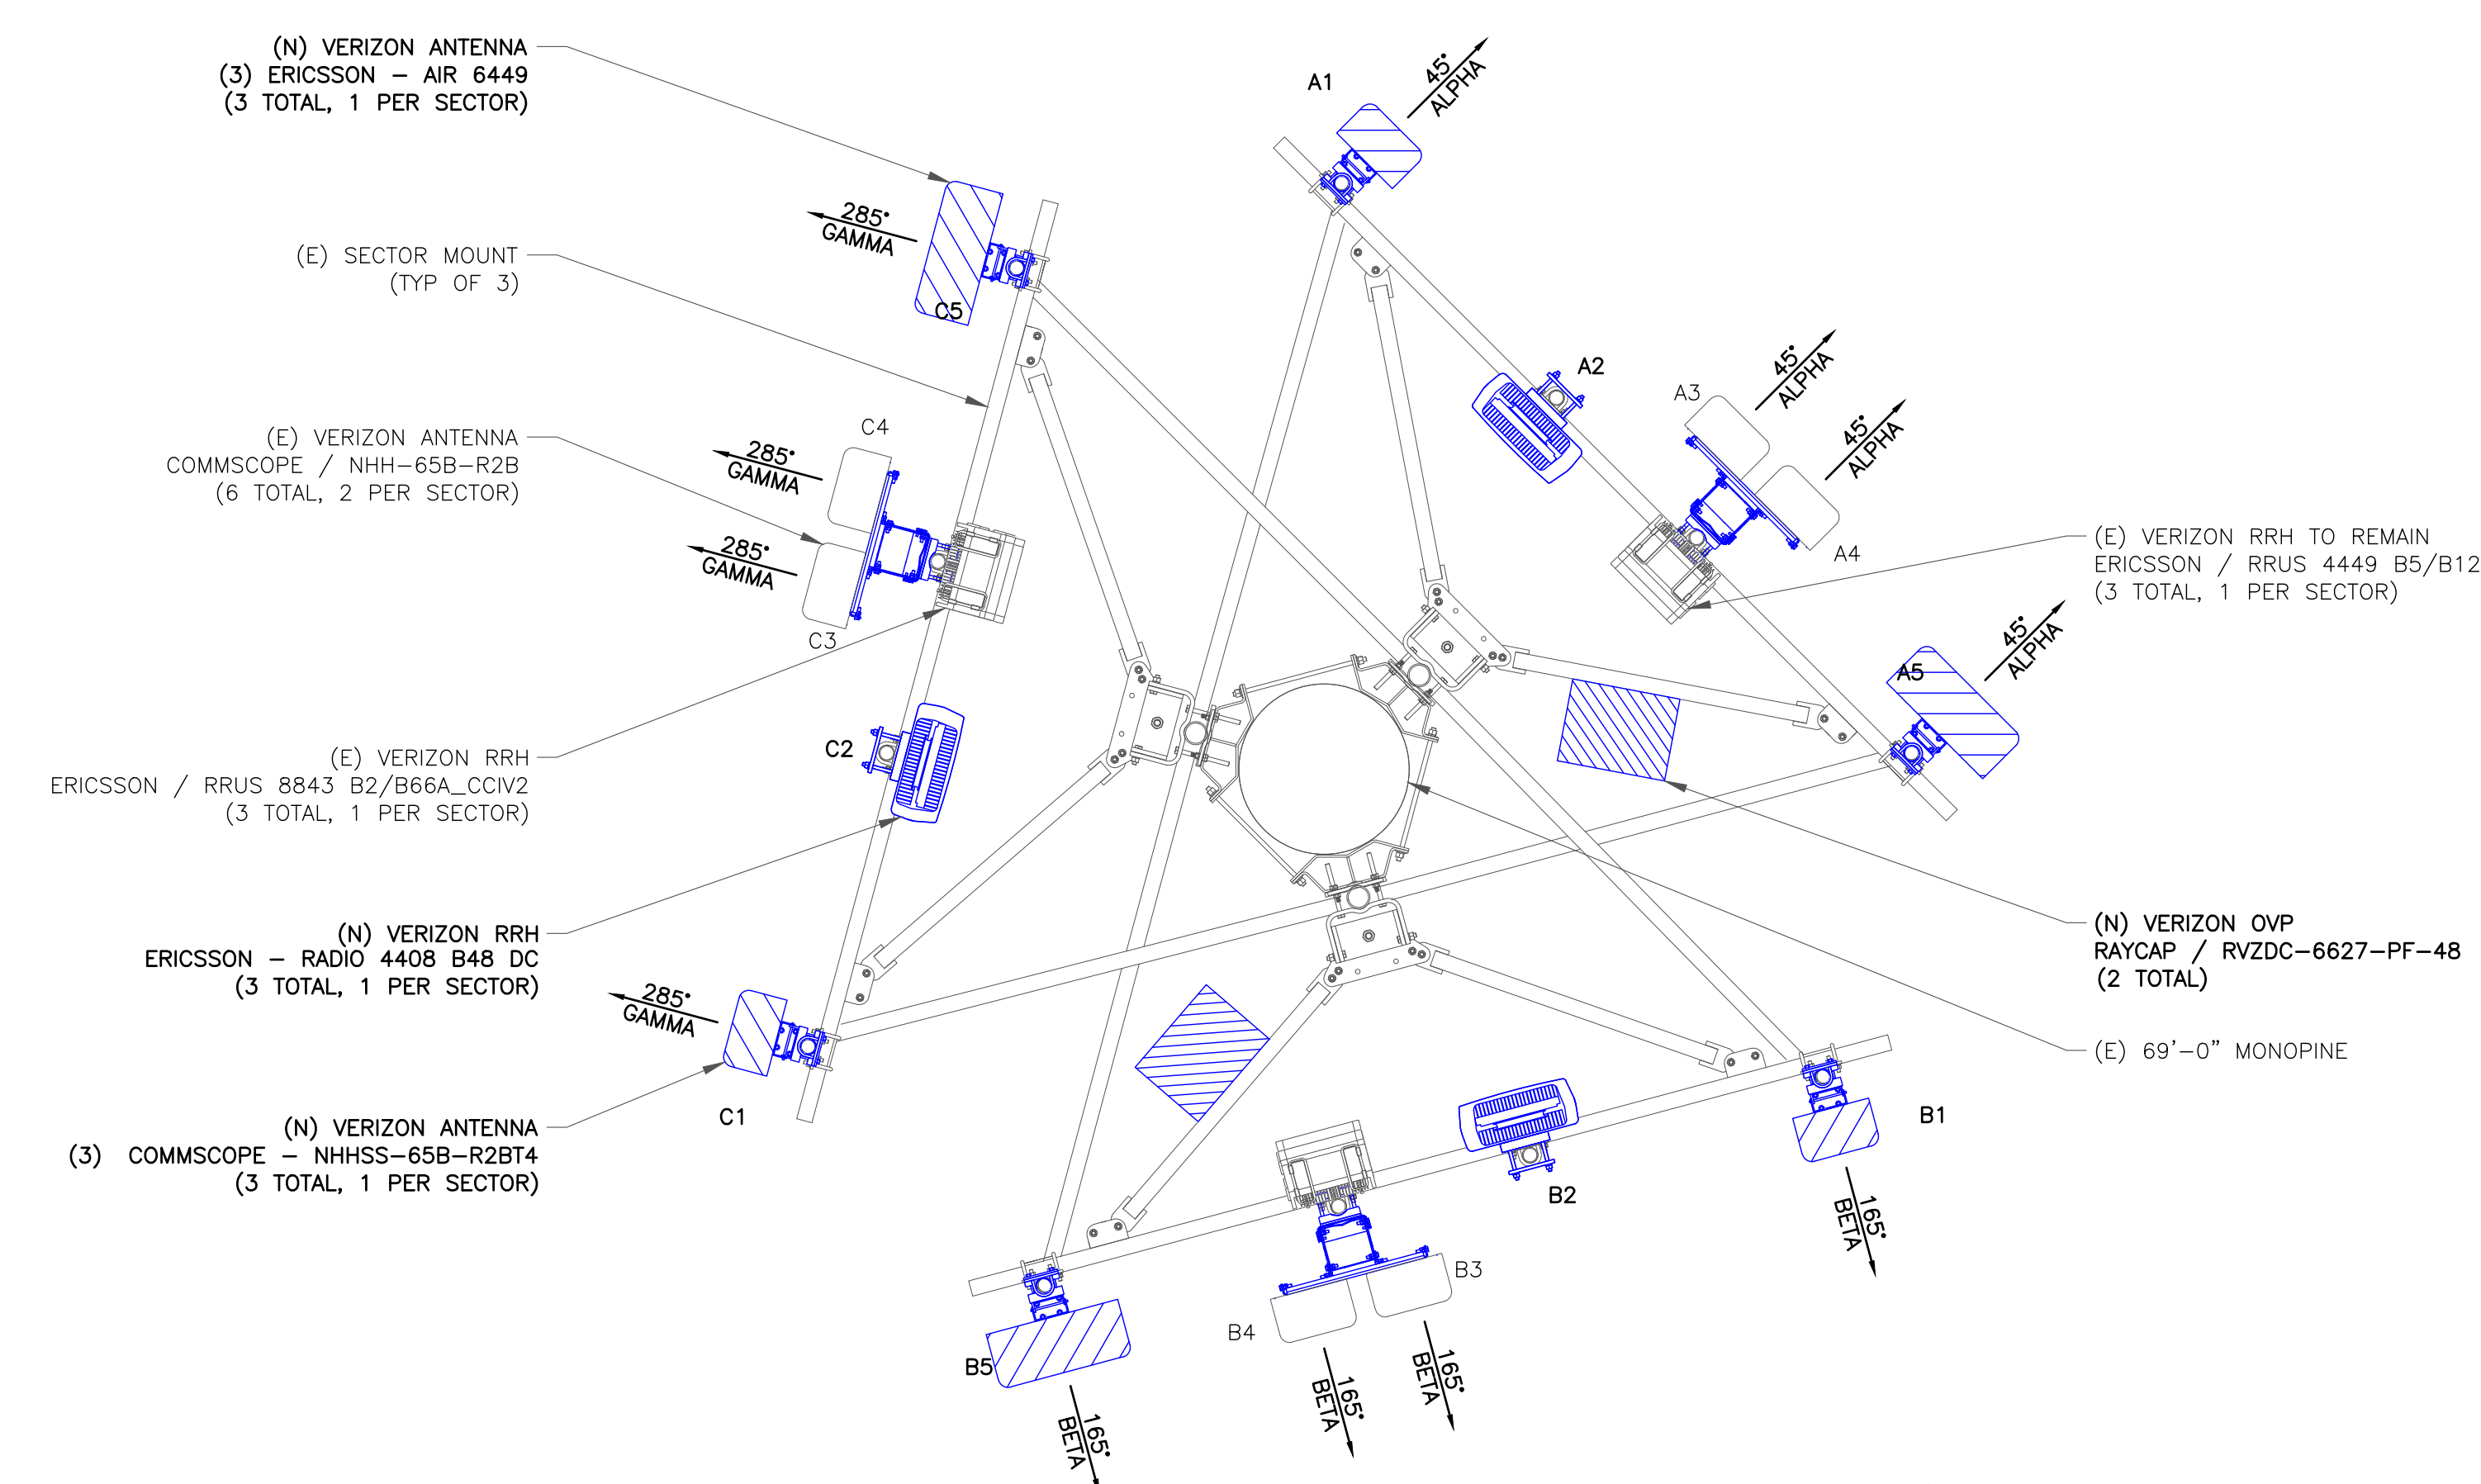 (N) VERIZON ANTENNA
(3) ERICSSON – AIR 6449
(3 TOTAL, 1 PER SECTOR)
(E) SECTOR MOUNT
(TYP OF 3)
(E) VERIZON ANTENNA
COMMSCOPE / NHH–65B–R2B
(6 TOTAL, 2 PER SECTOR)
(E) VERIZON RRH
ERICSSON / RRUS 8843 B2/B66A_CCIV2
(3 TOTAL, 1 PER SECTOR)
(N) VERIZON RRH
ERICSSON – RADIO 4408 B48 DC
(3 TOTAL, 1 PER SECTOR)
(N) VERIZON ANTENNA
(3) COMMSCOPE – NHHSS–65B–R2BT4
(3 TOTAL, 1 PER SECTOR)
285°
GAMMA
C5
C4
285°
GAMMA
285°
GAMMA
C3
C2
285°
GAMMA
C1
A1
45°
ALPHA
A2
A3
45°
ALPHA
45°
ALPHA
A4
A5
45°
ALPHA
(E) VERIZON RRH TO REMAIN
ERICSSON / RRUS 4449 B5/B12
(3 TOTAL, 1 PER SECTOR)
(N) VERIZON OVP
RAYCAP / RVZDC–6627–PF–48
(2 TOTAL)
(E) 69'–0" MONOPINE
B1
165°
BETA
B2
B3
165°
BETA
B4
165°
BETA
B5
165°
BETA